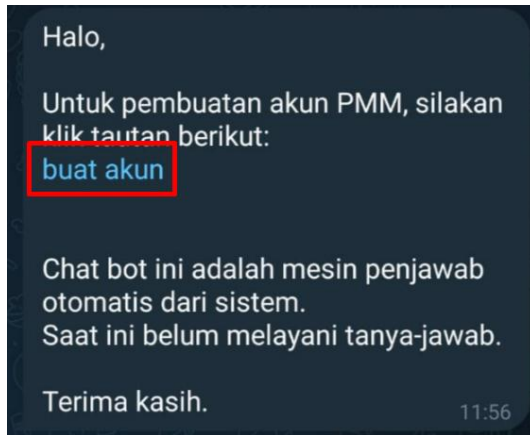 Halo,
Untuk pembuatan akun PMM, silakan
klik tautan berikut:
buat akun
Chat bot ini adalah mesin penjawab
otomatis dari sistem.
Saat ini belum melayani tanya-jawab.
Terima kasih.
11:56